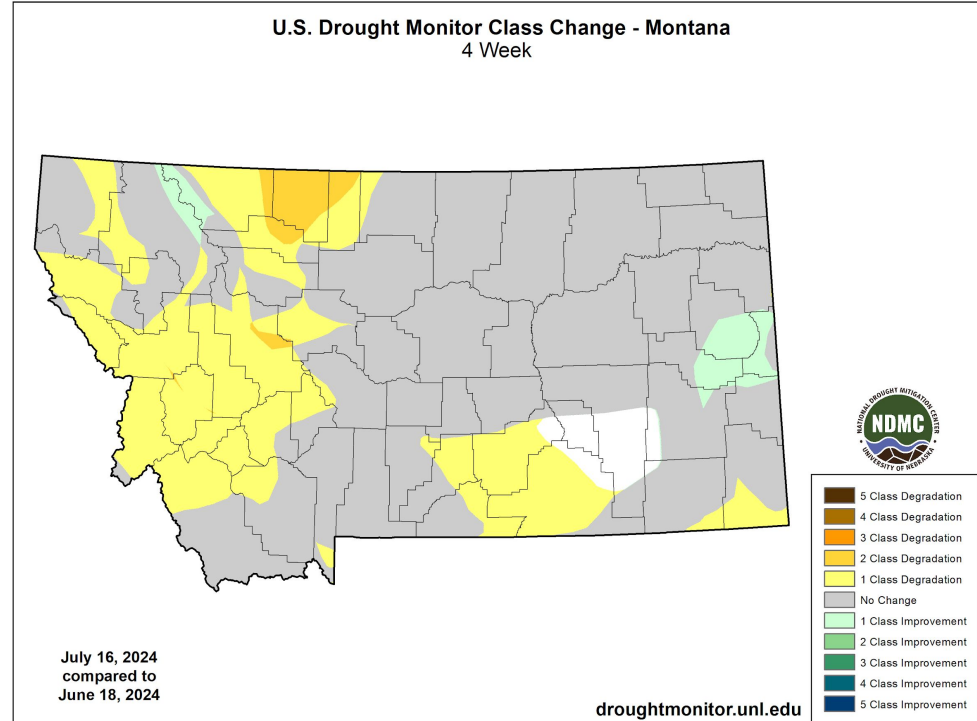 U.S. Drought Monitor Class Change - Montana
4 Week
NATIONAL DROUGHT MITIGATION CENTER
NDMC
UNIVERSITY OF NEBRASKA
5 Class Degradation
4 Class Degradation
3 Class Degradation
2 Class Degradation
1 Class Degradation
No Change
1 Class Improvement
2 Class Improvement
3 Class Improvement
4 Class Improvement
5 Class Improvement
July 16, 2024
compared to
June 18, 2024
droughtmonitor.unl.edu